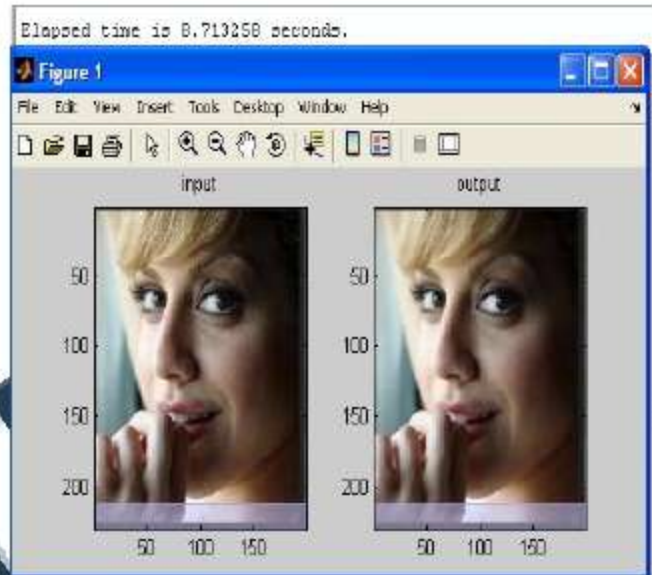 Elapsed time is 8.713258 seconds.
Figure 1
File Edit View Insert Tools Desktop Window Help
input output
50 50
100 100
150 150
200 200
50 100 150 50 100 150